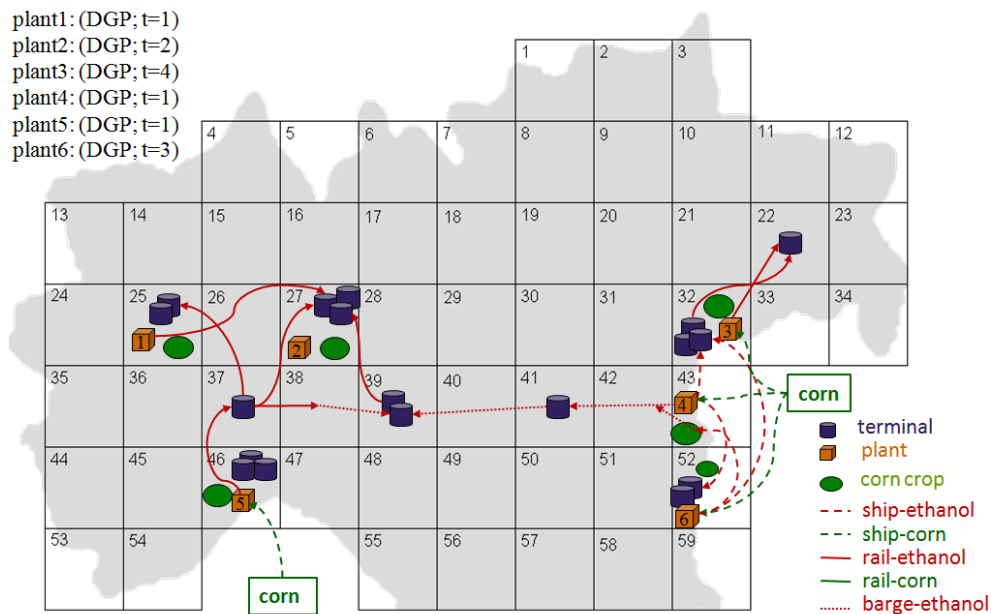 plant1: (DGP; t=1)
plant2: (DGP; t=2)
plant3: (DGP; t=4)
plant4: (DGP; t=1)
plant5: (DGP; t=1)
plant6: (DGP; t=3)
1 2 3
4 5 6 7 8 9 10 11 12
13 14 15 16 17 18 19 20 21 22 23
24 25 26 27 28 29 30 31 32 33 34
1 2 3
35 36 37 38 39 40 41 42 43
4
corn
terminal
plant
corn crop
44 45 46 47 48 49 50 51 52
5 6
ship-ethanol
ship-corn
rail-ethanol
rail-corn
barge-ethanol
53 54 55 56 57 58 59
corn